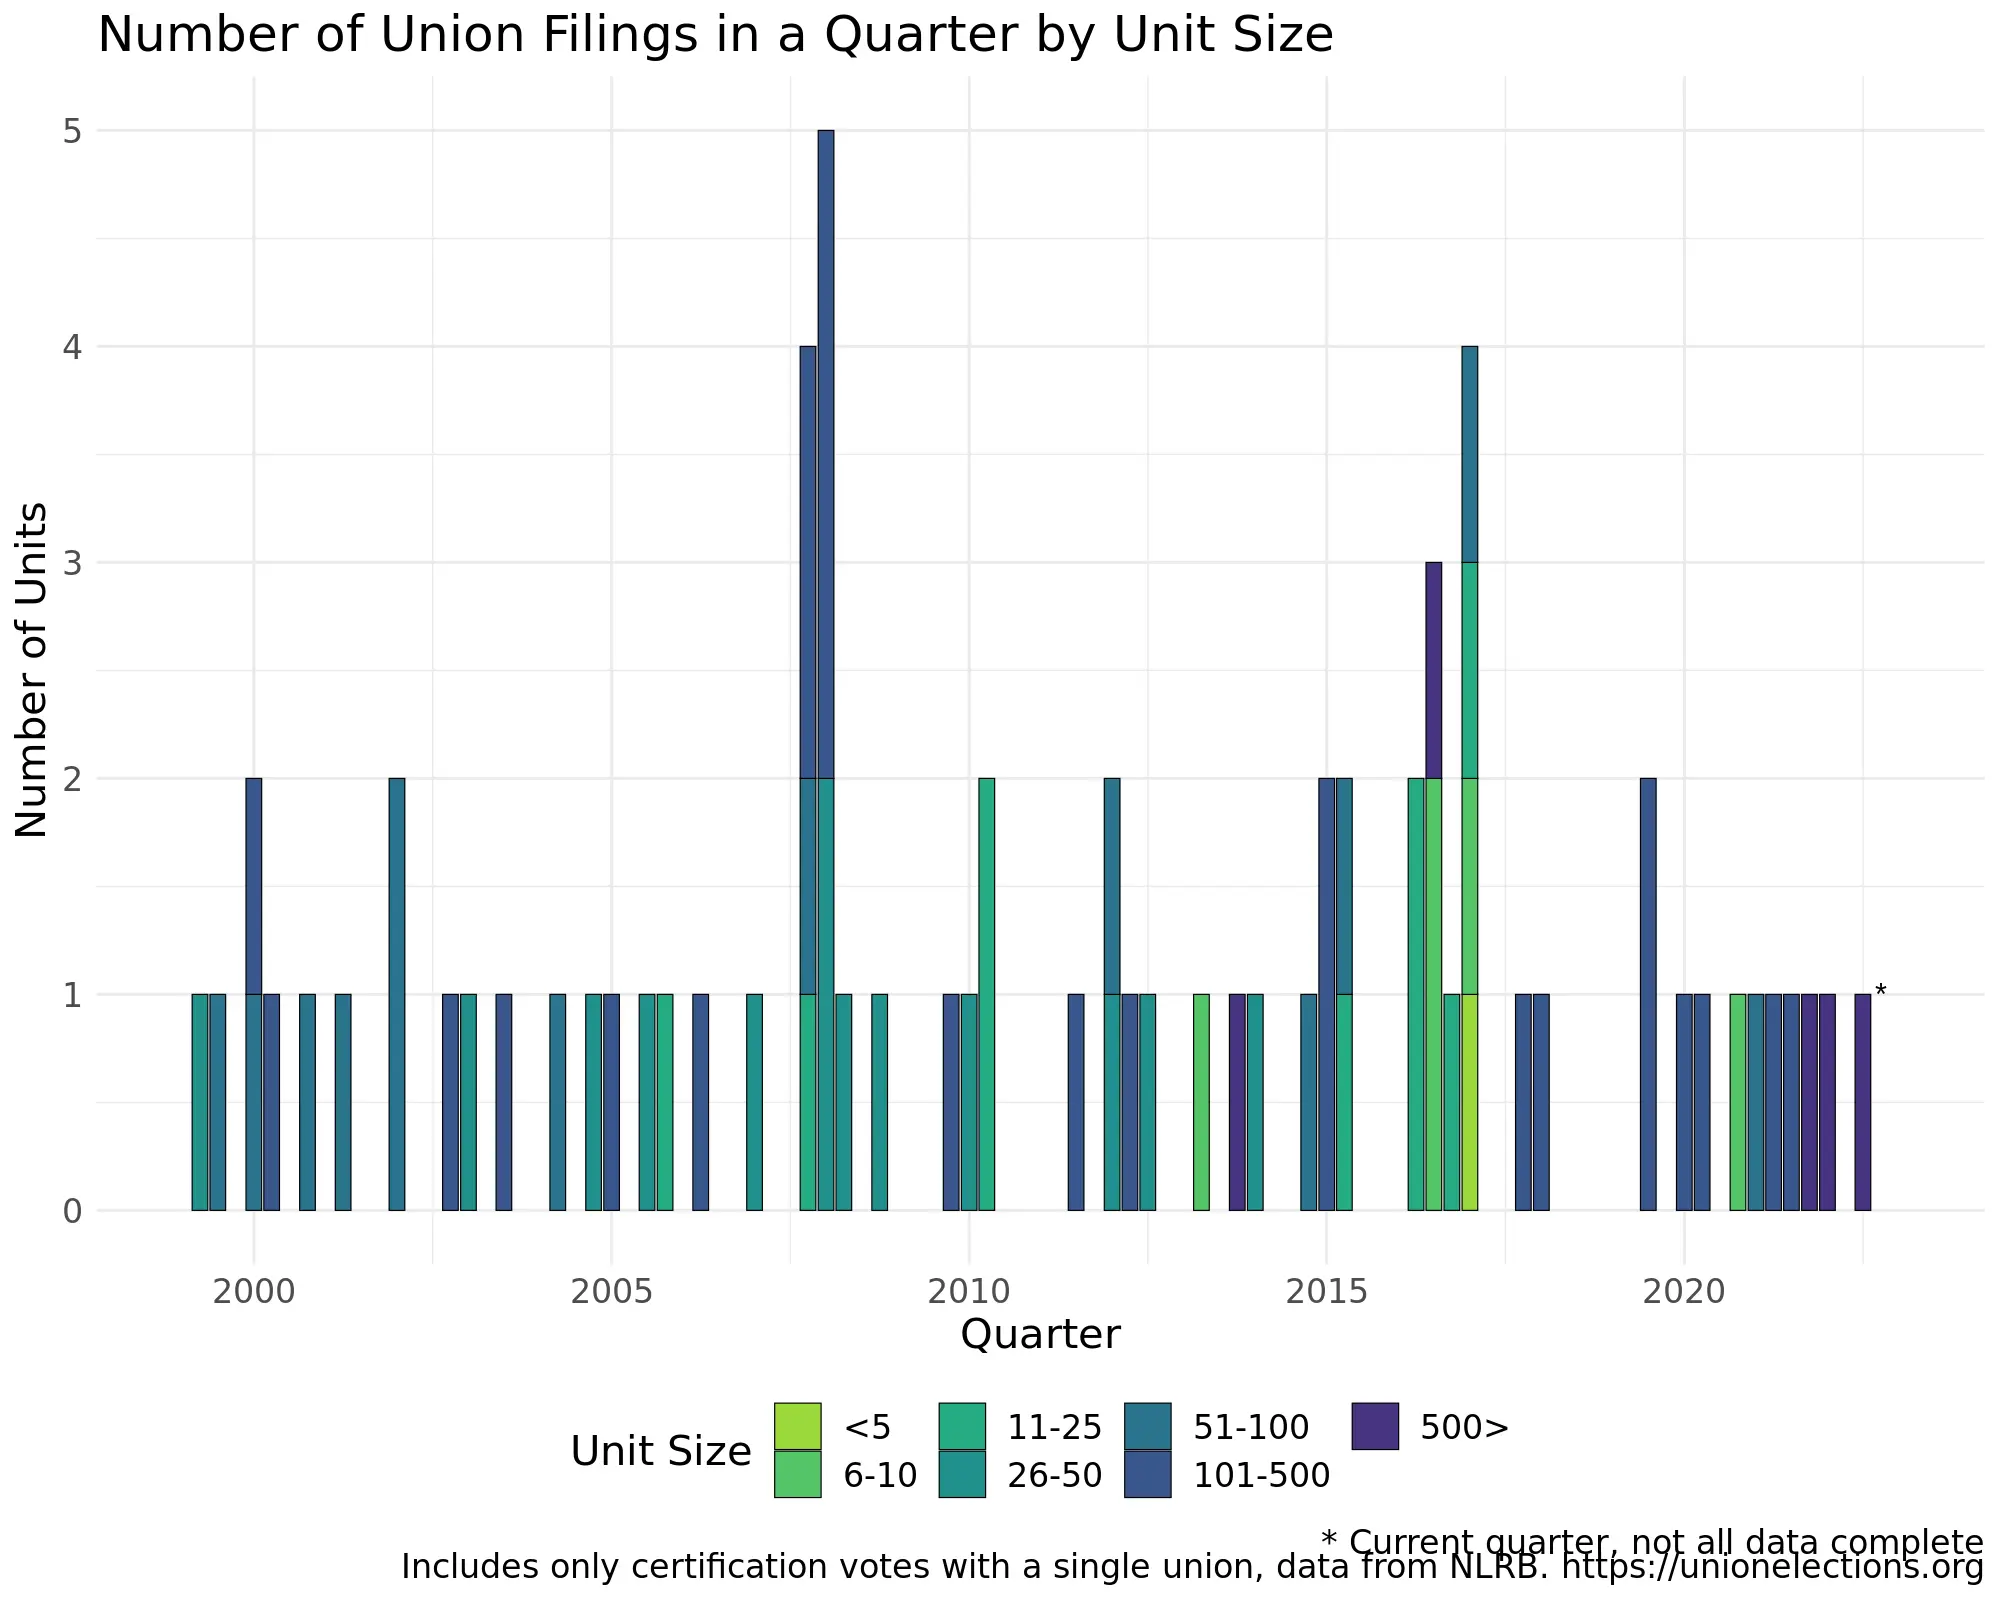 Number of Union Filings in a Quarter by Unit Size
Number of Units
5
4
3
2
1
0
*
2000 2005 2010 2015 2020
Quarter
Unit Size
<5 11-25 51-100 500>
6-10 26-50 101-500
* Current quarter, not all data complete
Includes only certification votes with a single union, data from NLRB. https://unionelections.org